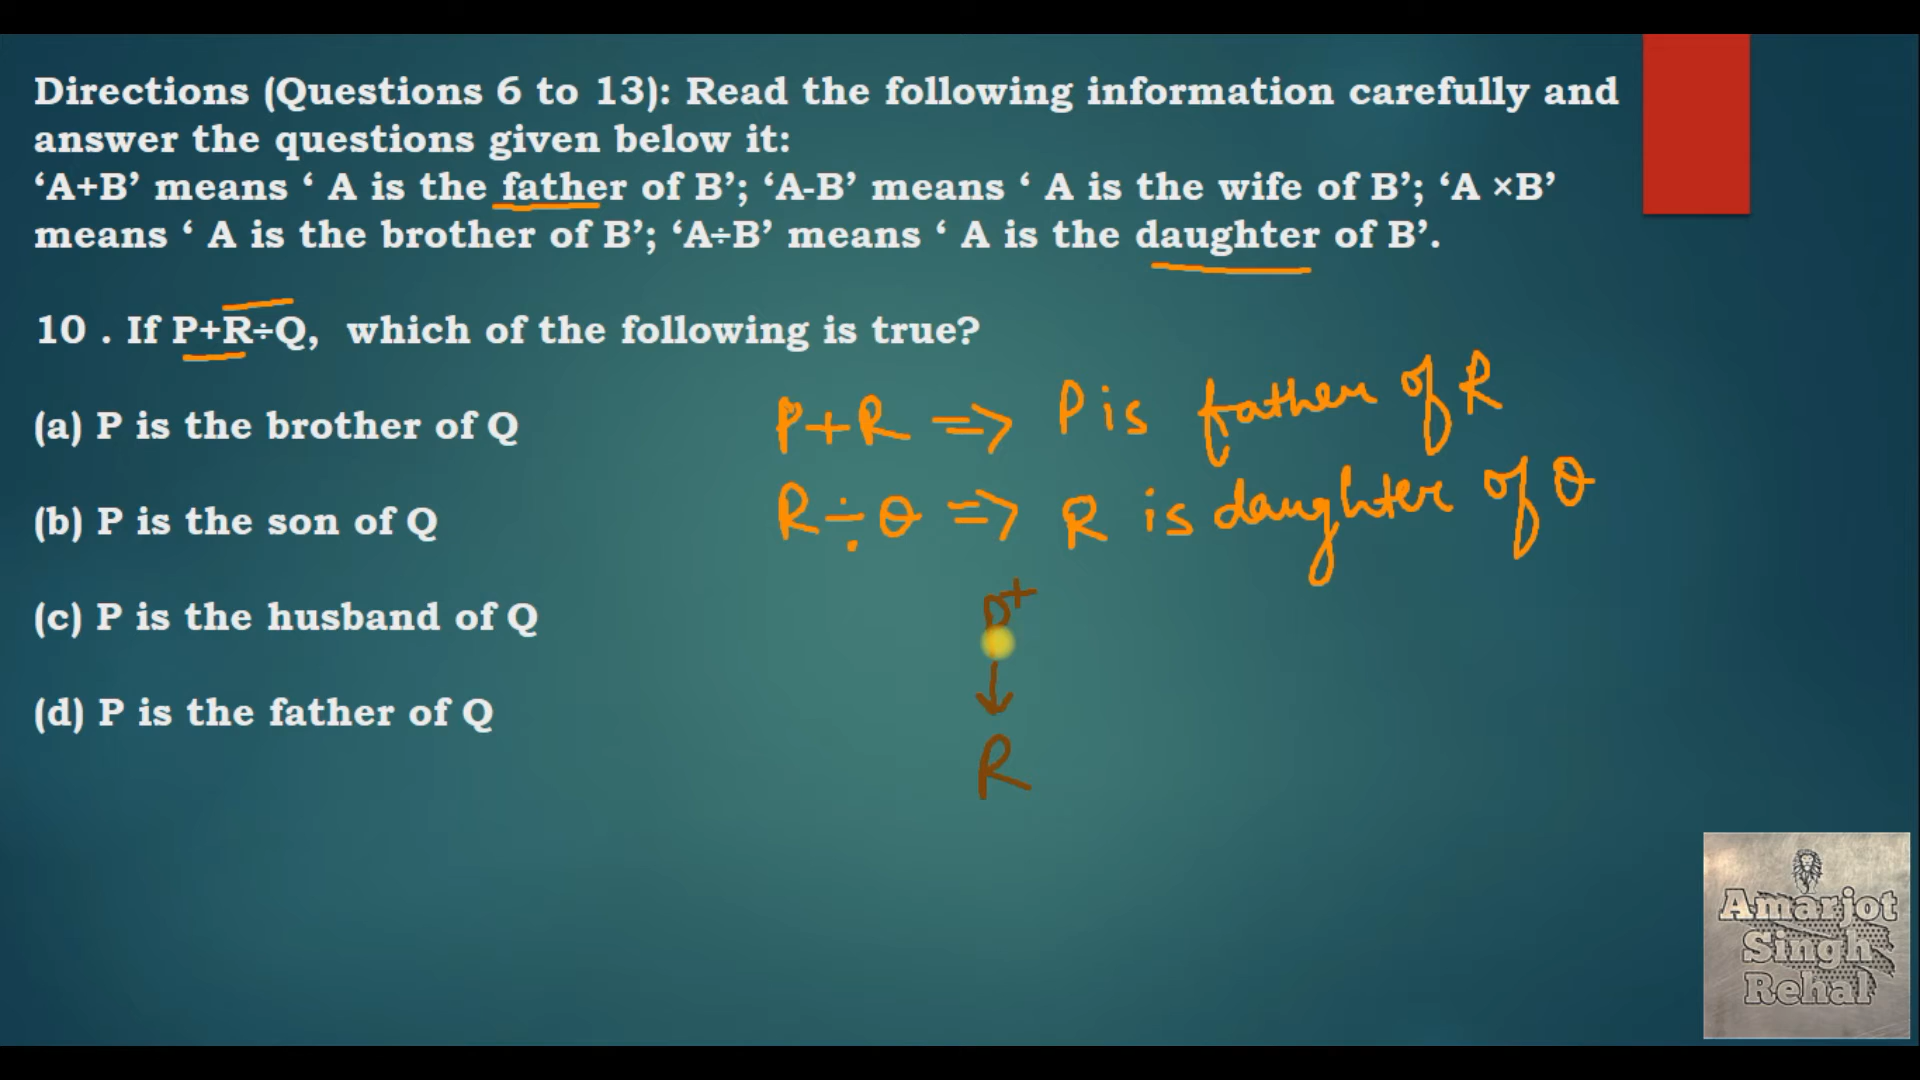 Directions (Questions 6 to 13): Read the following information carefully and
answer the questions given below it:
‘A+B’ means ‘ A is the father of B’; ‘A-B’ means ‘ A is the wife of B’; ‘A ×B’
means ‘ A is the brother of B’; ‘A÷B’ means ‘ A is the daughter of B’.
10 . If P+R÷Q,  which of the following is true?
(a) P is the brother of Q
P+R => P is father of R
(b) P is the son of Q
R÷Q => R is daughter of Q
(c) P is the husband of Q
P+
(d) P is the father of Q
R
Amarjot
Singh
Rehal